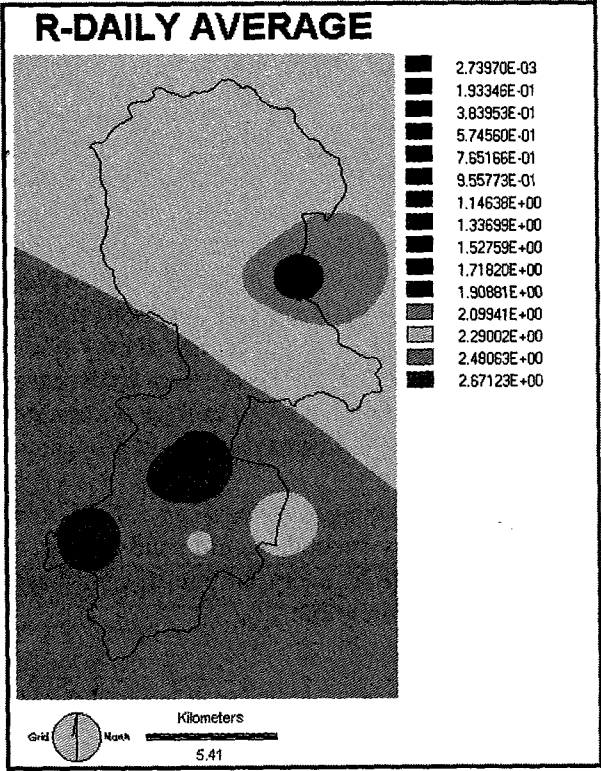 R-DAILY AVERAGE
2.73970E-03
1.93346E-01
3.83953E-01
5.74560E-01
7.65166E-01
9.55773E-01
1.14638E+00
1.33699E+00
1.52759E+00
1.71820E+00
1.90881E+00
2.09941E+00
2.29002E+00
2.48063E+00
2.67123E+00
Grid North
Kilometers
5.41